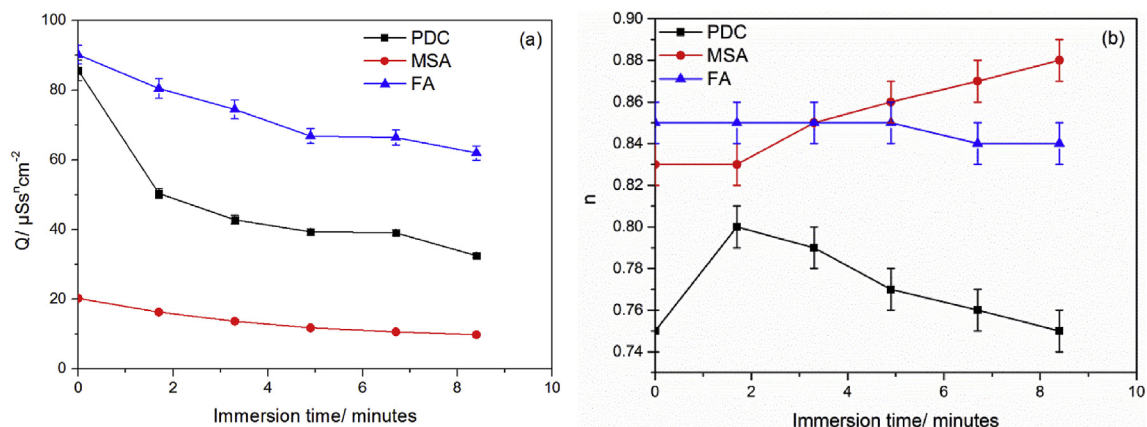 (a)
PDC
MSA
FA
100
80
60
40
20
0
Q/ µSsⁿcm⁻²
0 2 4 6 8 10
Immersion time/ minutes
(b)
PDC
MSA
FA
0.90
0.88
0.86
0.84
0.82
0.80
0.78
0.76
0.74
n
0 2 4 6 8 10
Immersion time/ minutes